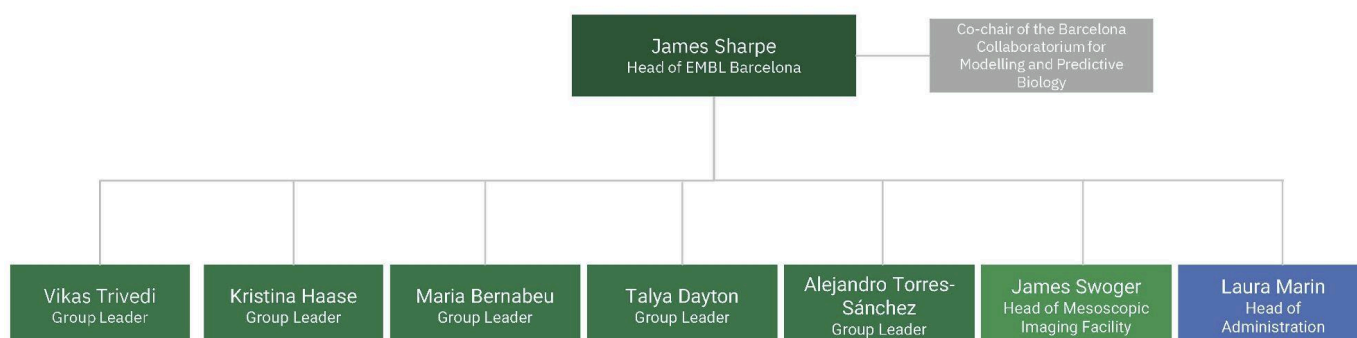 James Sharpe
Head of EMBL Barcelona
Co-chair of the Barcelona
Collaboratorium for
Modelling and Predictive
Biology
Vikas Trivedi
Group Leader
Kristina Haase
Group Leader
Maria Bernabeu
Group Leader
Talya Dayton
Group Leader
Alejandro Torres-
Sánchez
Group Leader
James Swoger
Head of Mesoscopic
Imaging Facility
Laura Marin
Head of
Administration